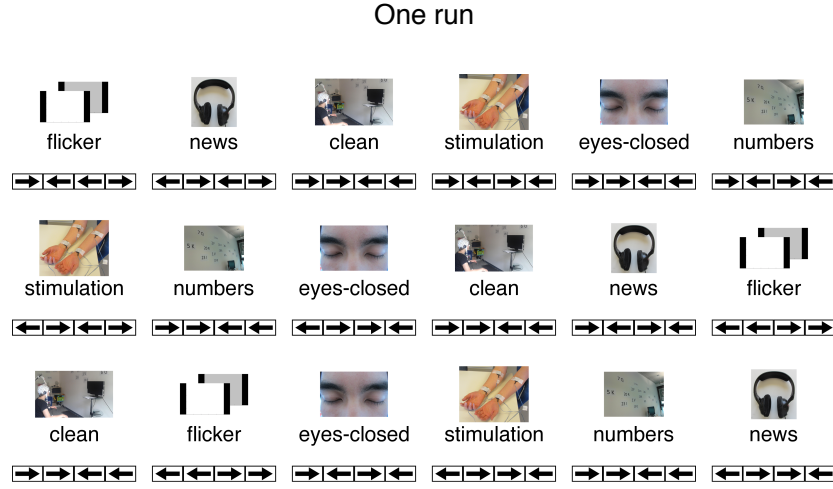 One run
flicker news clean stimulation eyes-closed numbers
stimulation numbers eyes-closed clean news flicker
clean flicker eyes-closed stimulation numbers news